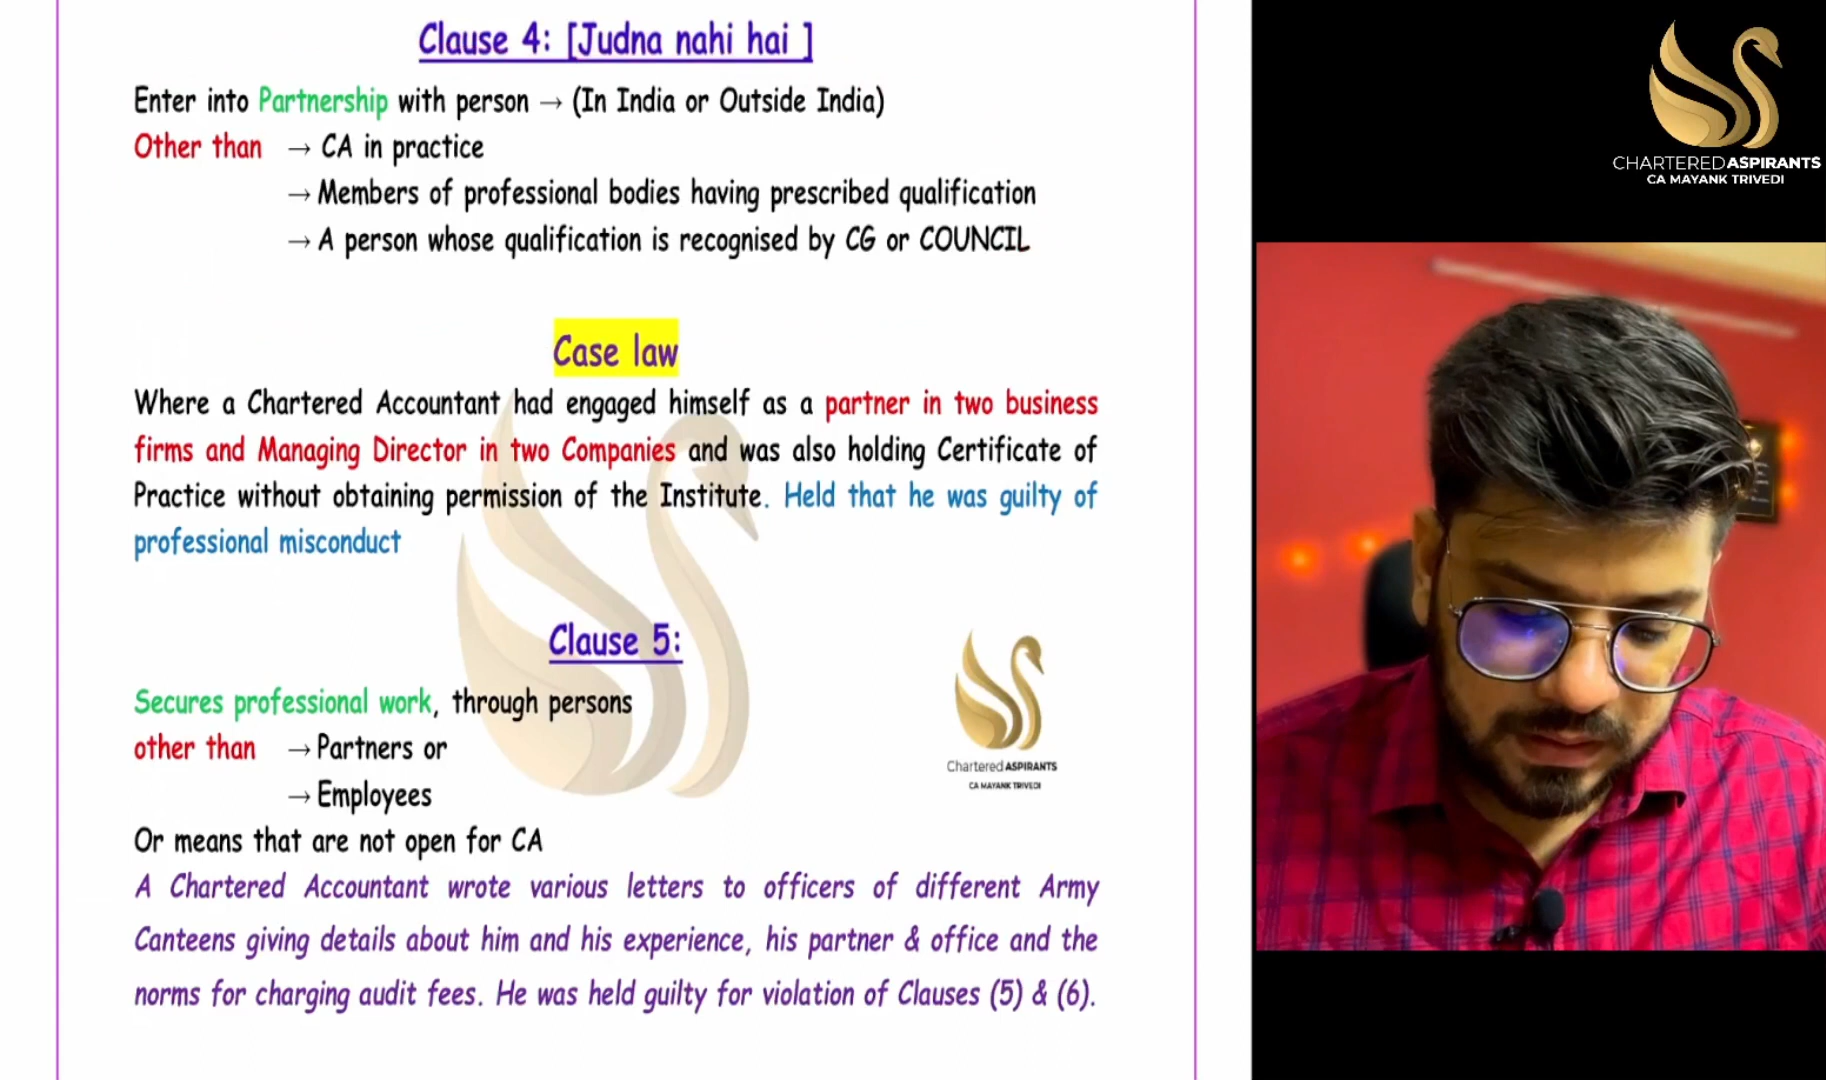 Clause 4: [Judna nahi hai ]
Enter into Partnership with person → (In India or Outside India)
Other than → CA in practice
→ Members of professional bodies having prescribed qualification
→ A person whose qualification is recognised by CG or COUNCIL
Case law
Where a Chartered Accountant had engaged himself as a partner in two business
firms and Managing Director in two Companies and was also holding Certificate of
Practice without obtaining permission of the Institute. Held that he was guilty of
professional misconduct
Clause 5:
Secures professional work, through persons
other than → Partners or
→ Employees
Or means that are not open for CA
A Chartered Accountant wrote various letters to officers of different Army
Canteens giving details about him and his experience, his partner & office and the
norms for charging audit fees. He was held guilty for violation of Clauses (5) & (6).
Chartered ASPIRANTS
CA MAYANK TRIVEDI
CHARTERED ASPIRANTS
CA MAYANK TRIVEDI